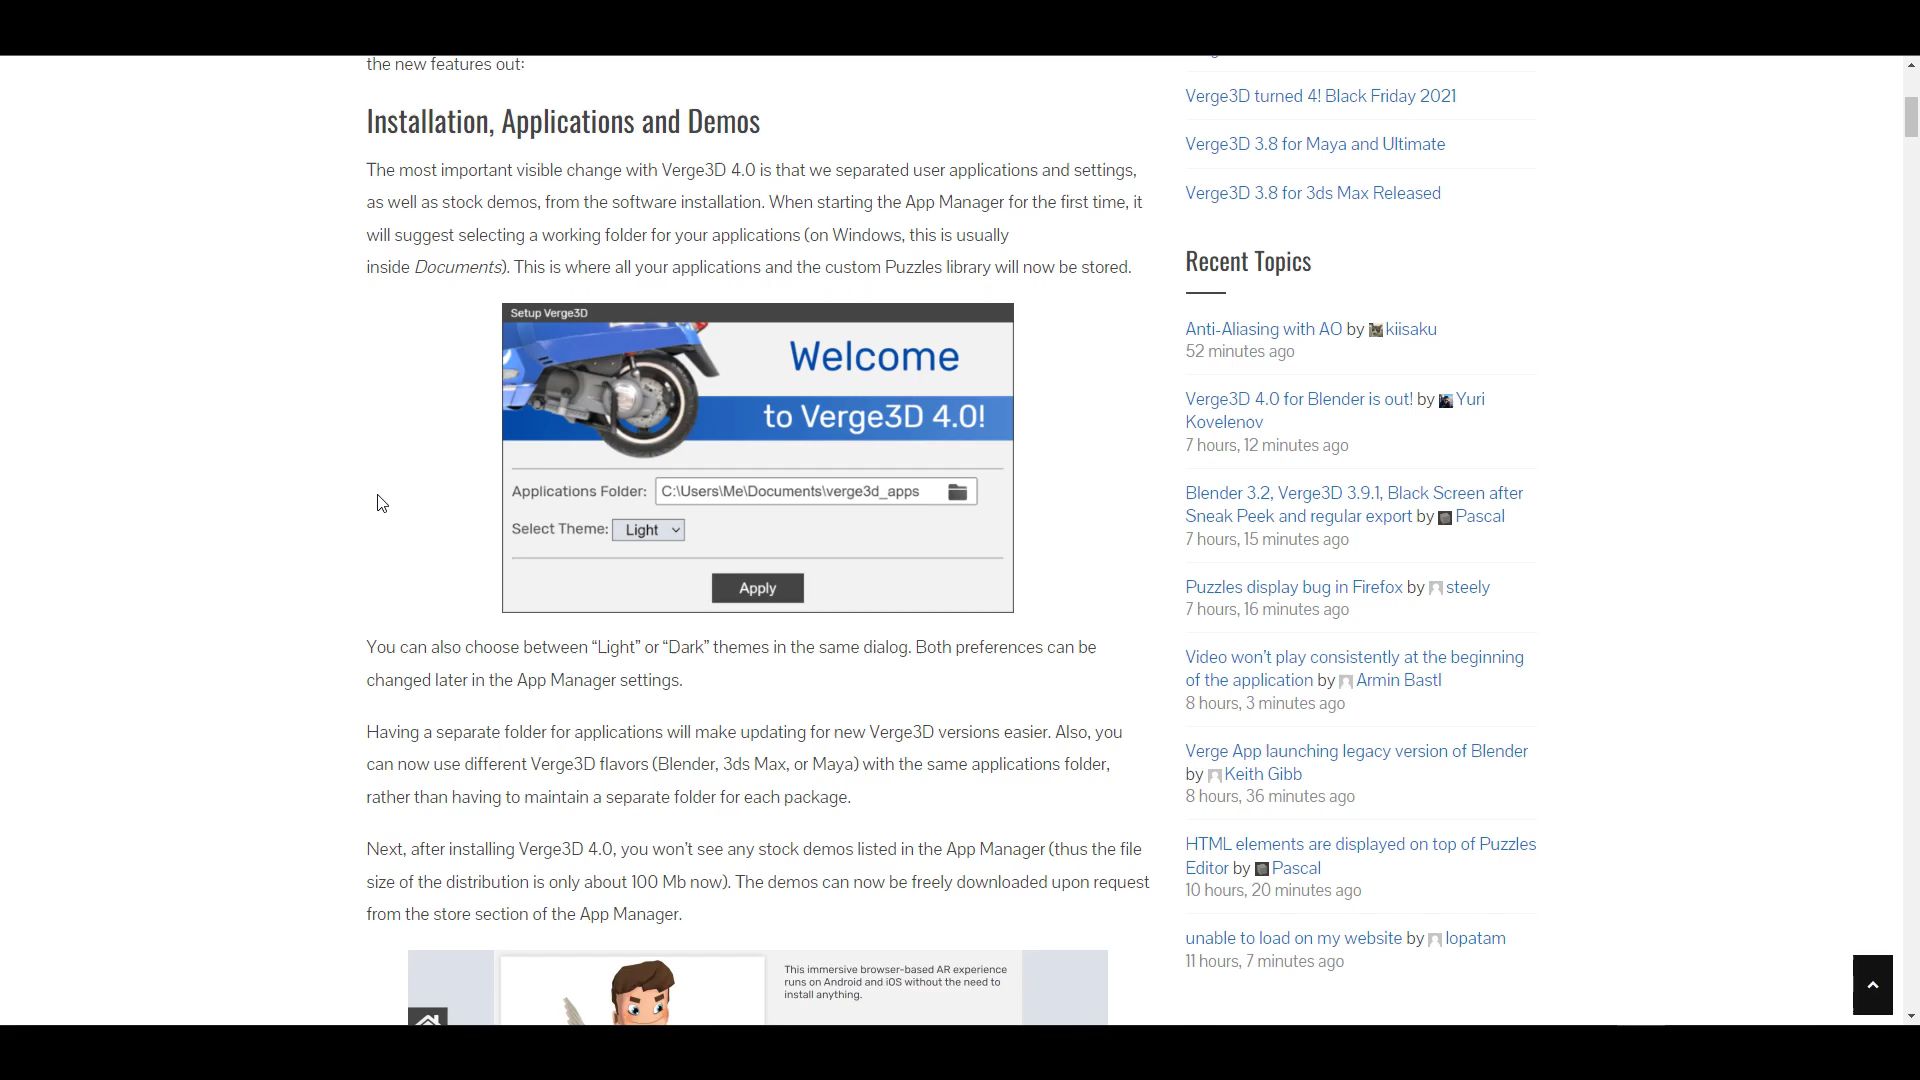 the new features out:
Installation, Applications and Demos
The most important visible change with Verge3D 4.0 is that we separated user applications and settings,
as well as stock demos, from the software installation. When starting the App Manager for the first time, it
will suggest selecting a working folder for your applications (on Windows, this is usually
inside Documents). This is where all your applications and the custom Puzzles library will now be stored.
Setup Verge3D
Welcome
to Verge3D 4.0!
Applications Folder: C:\Users\Me\Documents\verge3d_apps
Select Theme: Light
Apply
You can also choose between “Light” or “Dark” themes in the same dialog. Both preferences can be
changed later in the App Manager settings.
Having a separate folder for applications will make updating for new Verge3D versions easier. Also, you
can now use different Verge3D flavors (Blender, 3ds Max, or Maya) with the same applications folder,
rather than having to maintain a separate folder for each package.
Next, after installing Verge3D 4.0, you won’t see any stock demos listed in the App Manager (thus the file
size of the distribution is only about 100 Mb now). The demos can now be freely downloaded upon request
from the store section of the App Manager.
This immersive browser-based AR experience
runs on Android and iOS without the need to
install anything.
Verge3D turned 4! Black Friday 2021
Verge3D 3.8 for Maya and Ultimate
Verge3D 3.8 for 3ds Max Released
Recent Topics
Anti-Aliasing with AO by kiisaku
52 minutes ago
Verge3D 4.0 for Blender is out! by Yuri
Kovelenov
7 hours, 12 minutes ago
Blender 3.2, Verge3D 3.9.1, Black Screen after
Sneak Peek and regular export by Pascal
7 hours, 15 minutes ago
Puzzles display bug in Firefox by steely
7 hours, 16 minutes ago
Video won’t play consistently at the beginning
of the application by Armin Bastl
8 hours, 3 minutes ago
Verge App launching legacy version of Blender
by Keith Gibb
8 hours, 36 minutes ago
HTML elements are displayed on top of Puzzles
Editor by Pascal
10 hours, 20 minutes ago
unable to load on my website by lopatam
11 hours, 7 minutes ago